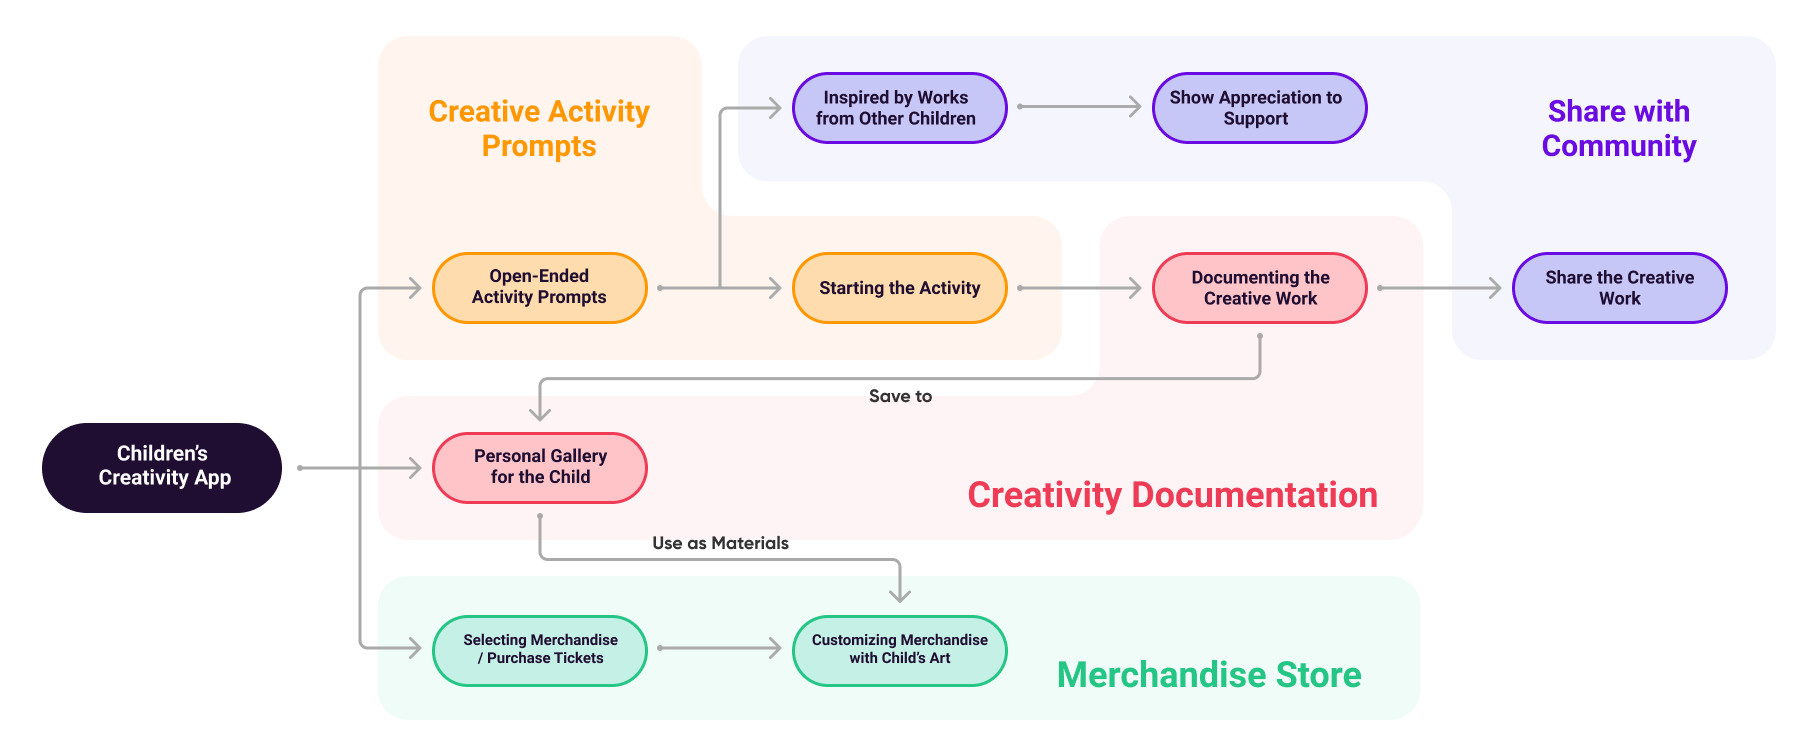 Creative Activity
Prompts
Inspired by Works
from Other Children
Show Appreciation to
Support
Share with
Community
Open-Ended
Activity Prompts
Starting the Activity
Documenting the
Creative Work
Share the Creative
Work
Save to
Children's
Creativity App
Personal Gallery
for the Child
Creativity Documentation
Use as Materials
Selecting Merchandise
/ Purchase Tickets
Customizing Merchandise
with Child's Art
Merchandise Store